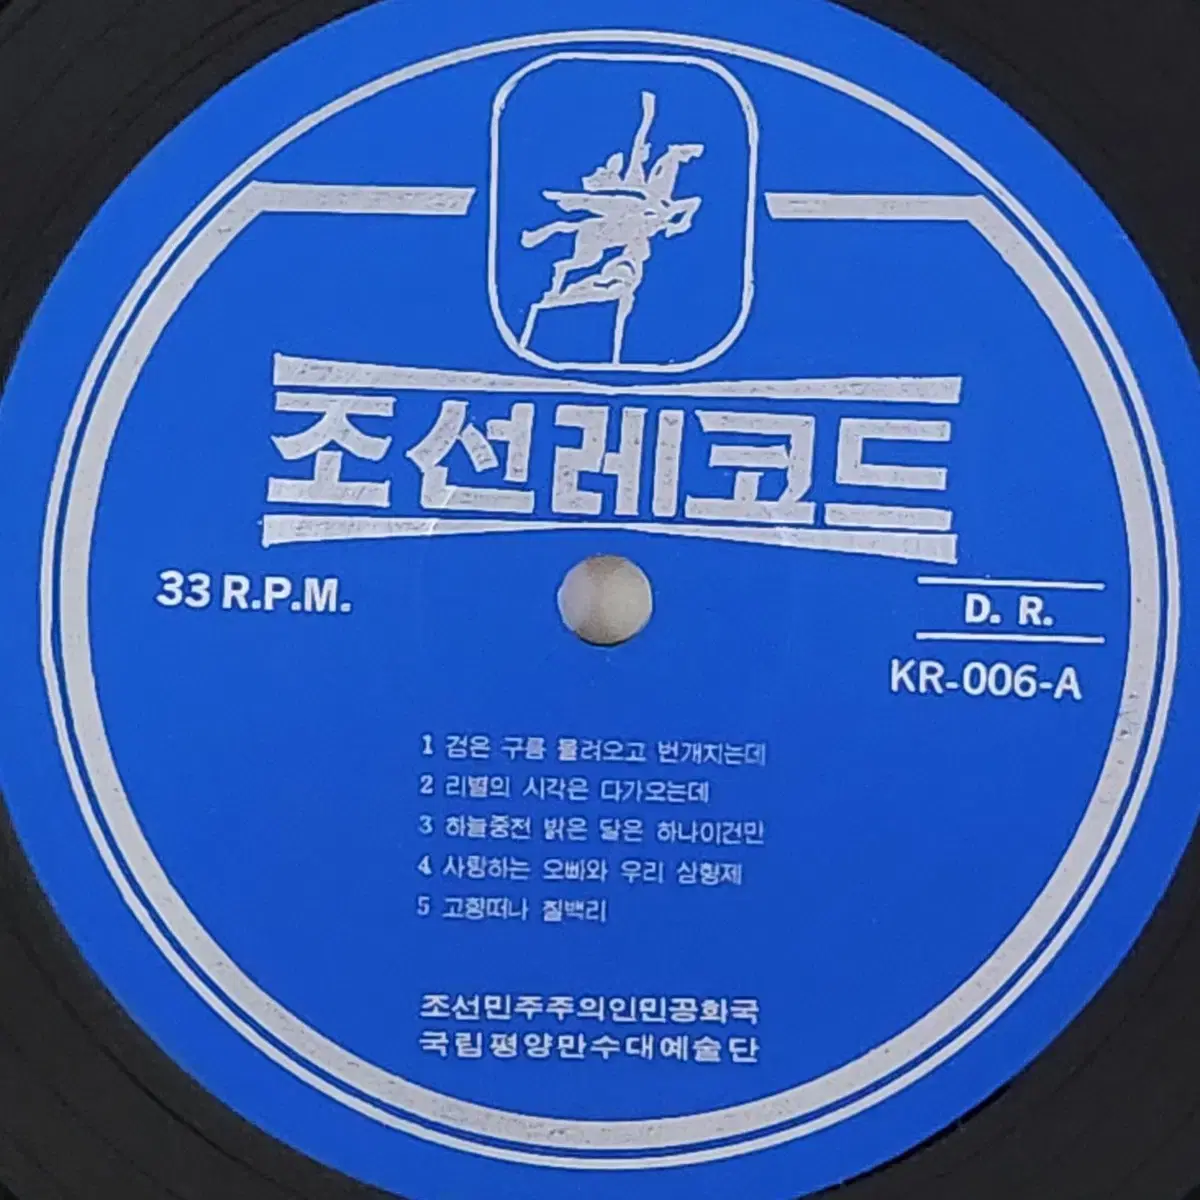 조선레코드
33 R.P.M.
D. R.
KR-006-A
1 검은 구름 몰려오고 번개치는데
2 리별의 시각은 다가오는데
3 하늘중천 밝은 달은 하나이건만
4 사랑하는 오빠와 우리 삼형제
5 고향떠나 칠백리
조선민주주의인민공화국
국립평양만수대예술단